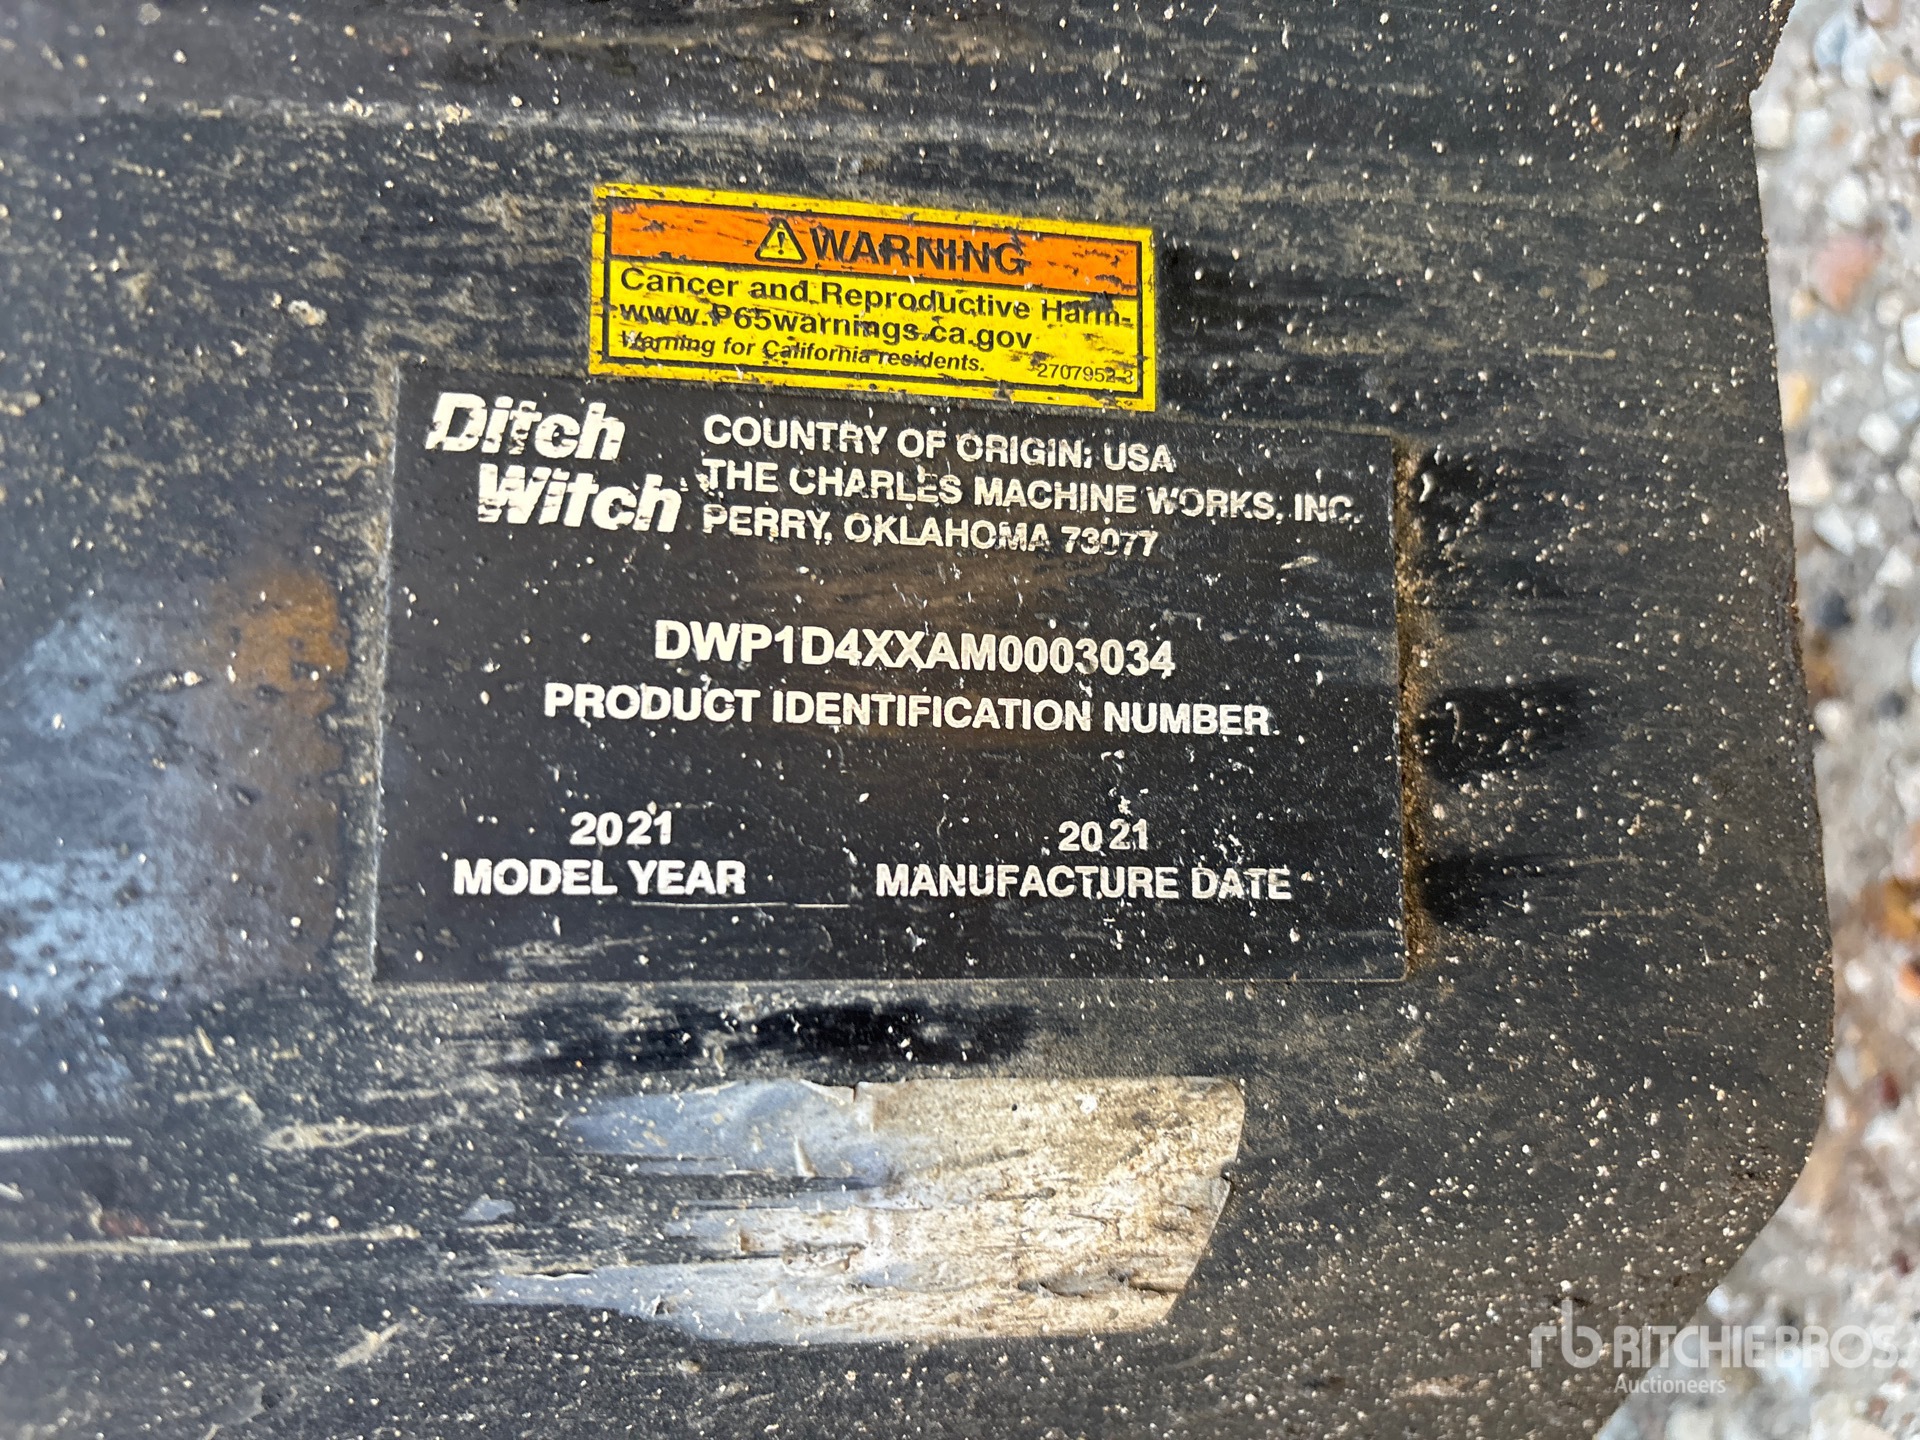 WARNING
Cancer and Reproductive Harm-
www.P65warnings.ca.gov
Warning for California residents.
2707952-3
Ditch
Witch
COUNTRY OF ORIGIN: USA
THE CHARLES MACHINE WORKS, INC.
PERRY, OKLAHOMA 73077
DWP1D4XXAM0003034
PRODUCT IDENTIFICATION NUMBER
2021
MODEL YEAR
2021
MANUFACTURE DATE
rb RITCHIE BROS.
Auctioneers